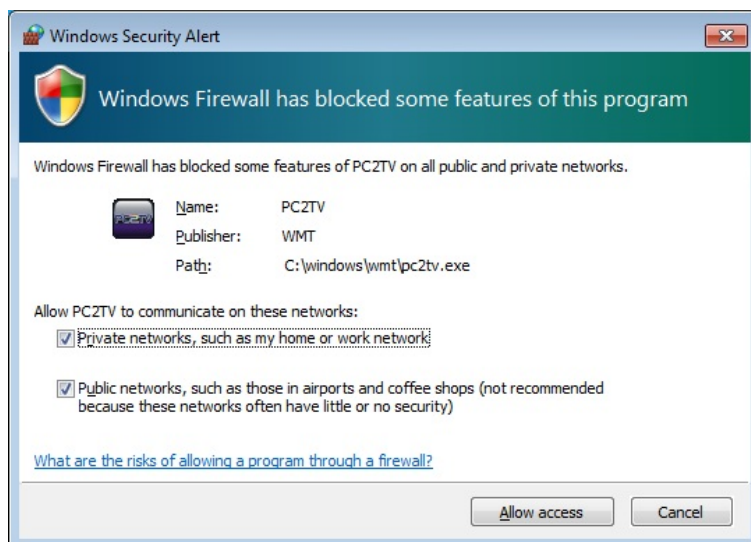 Windows Security Alert
Windows Firewall has blocked some features of this program
Windows Firewall has blocked some features of PC2TV on all public and private networks.
PC2TV
Name: PC2TV
Publisher: WMT
Path: C:\windows\wmt\pc2tv.exe
Allow PC2TV to communicate on these networks:
Private networks, such as my home or work network
Public networks, such as those in airports and coffee shops (not recommended
because these networks often have little or no security)
What are the risks of allowing a program through a firewall?
Allow access Cancel